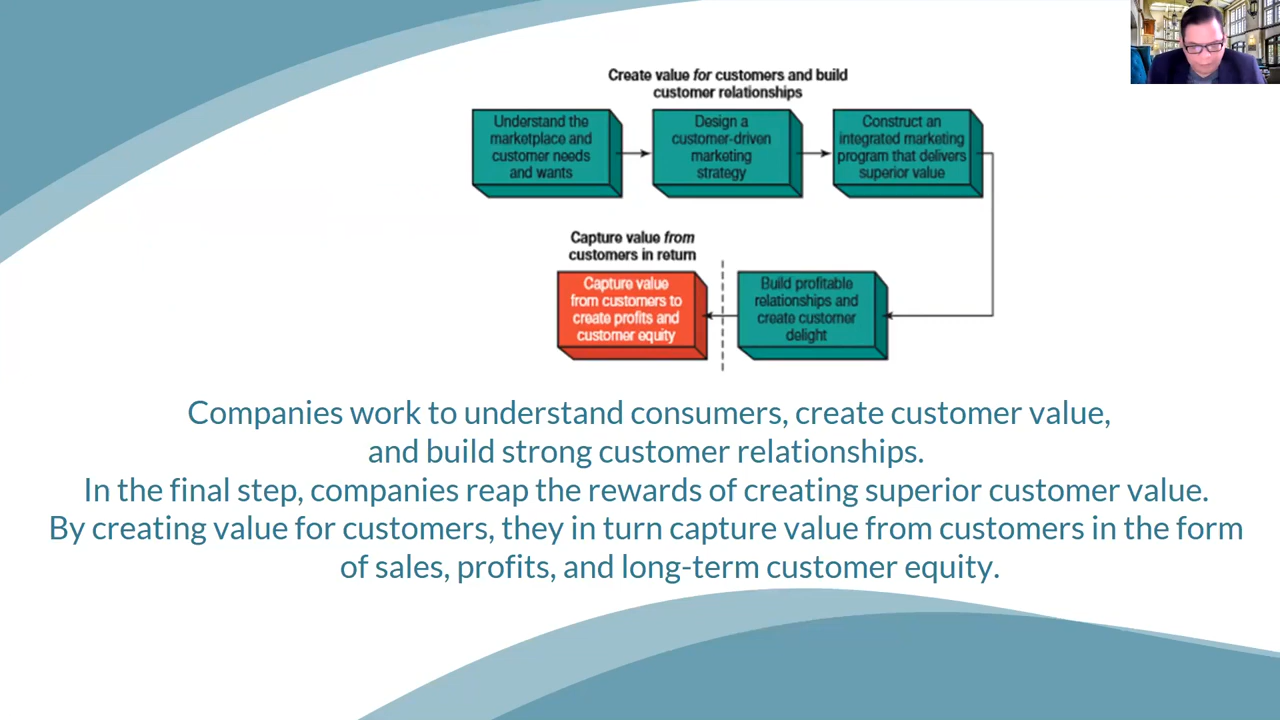 Create value for customers and build
customer relationships
Understand the
marketplace and
customer needs
and wants
Design a
customer-driven
marketing
strategy
Construct an
integrated marketing
program that delivers
superior value
Capture value from
customers in return
Capture value
from customers to
create profits and
customer equity
Build profitable
relationships and
create customer
delight
Companies work to understand consumers, create customer value,
and build strong customer relationships.
In the final step, companies reap the rewards of creating superior customer value.
By creating value for customers, they in turn capture value from customers in the form
of sales, profits, and long-term customer equity.